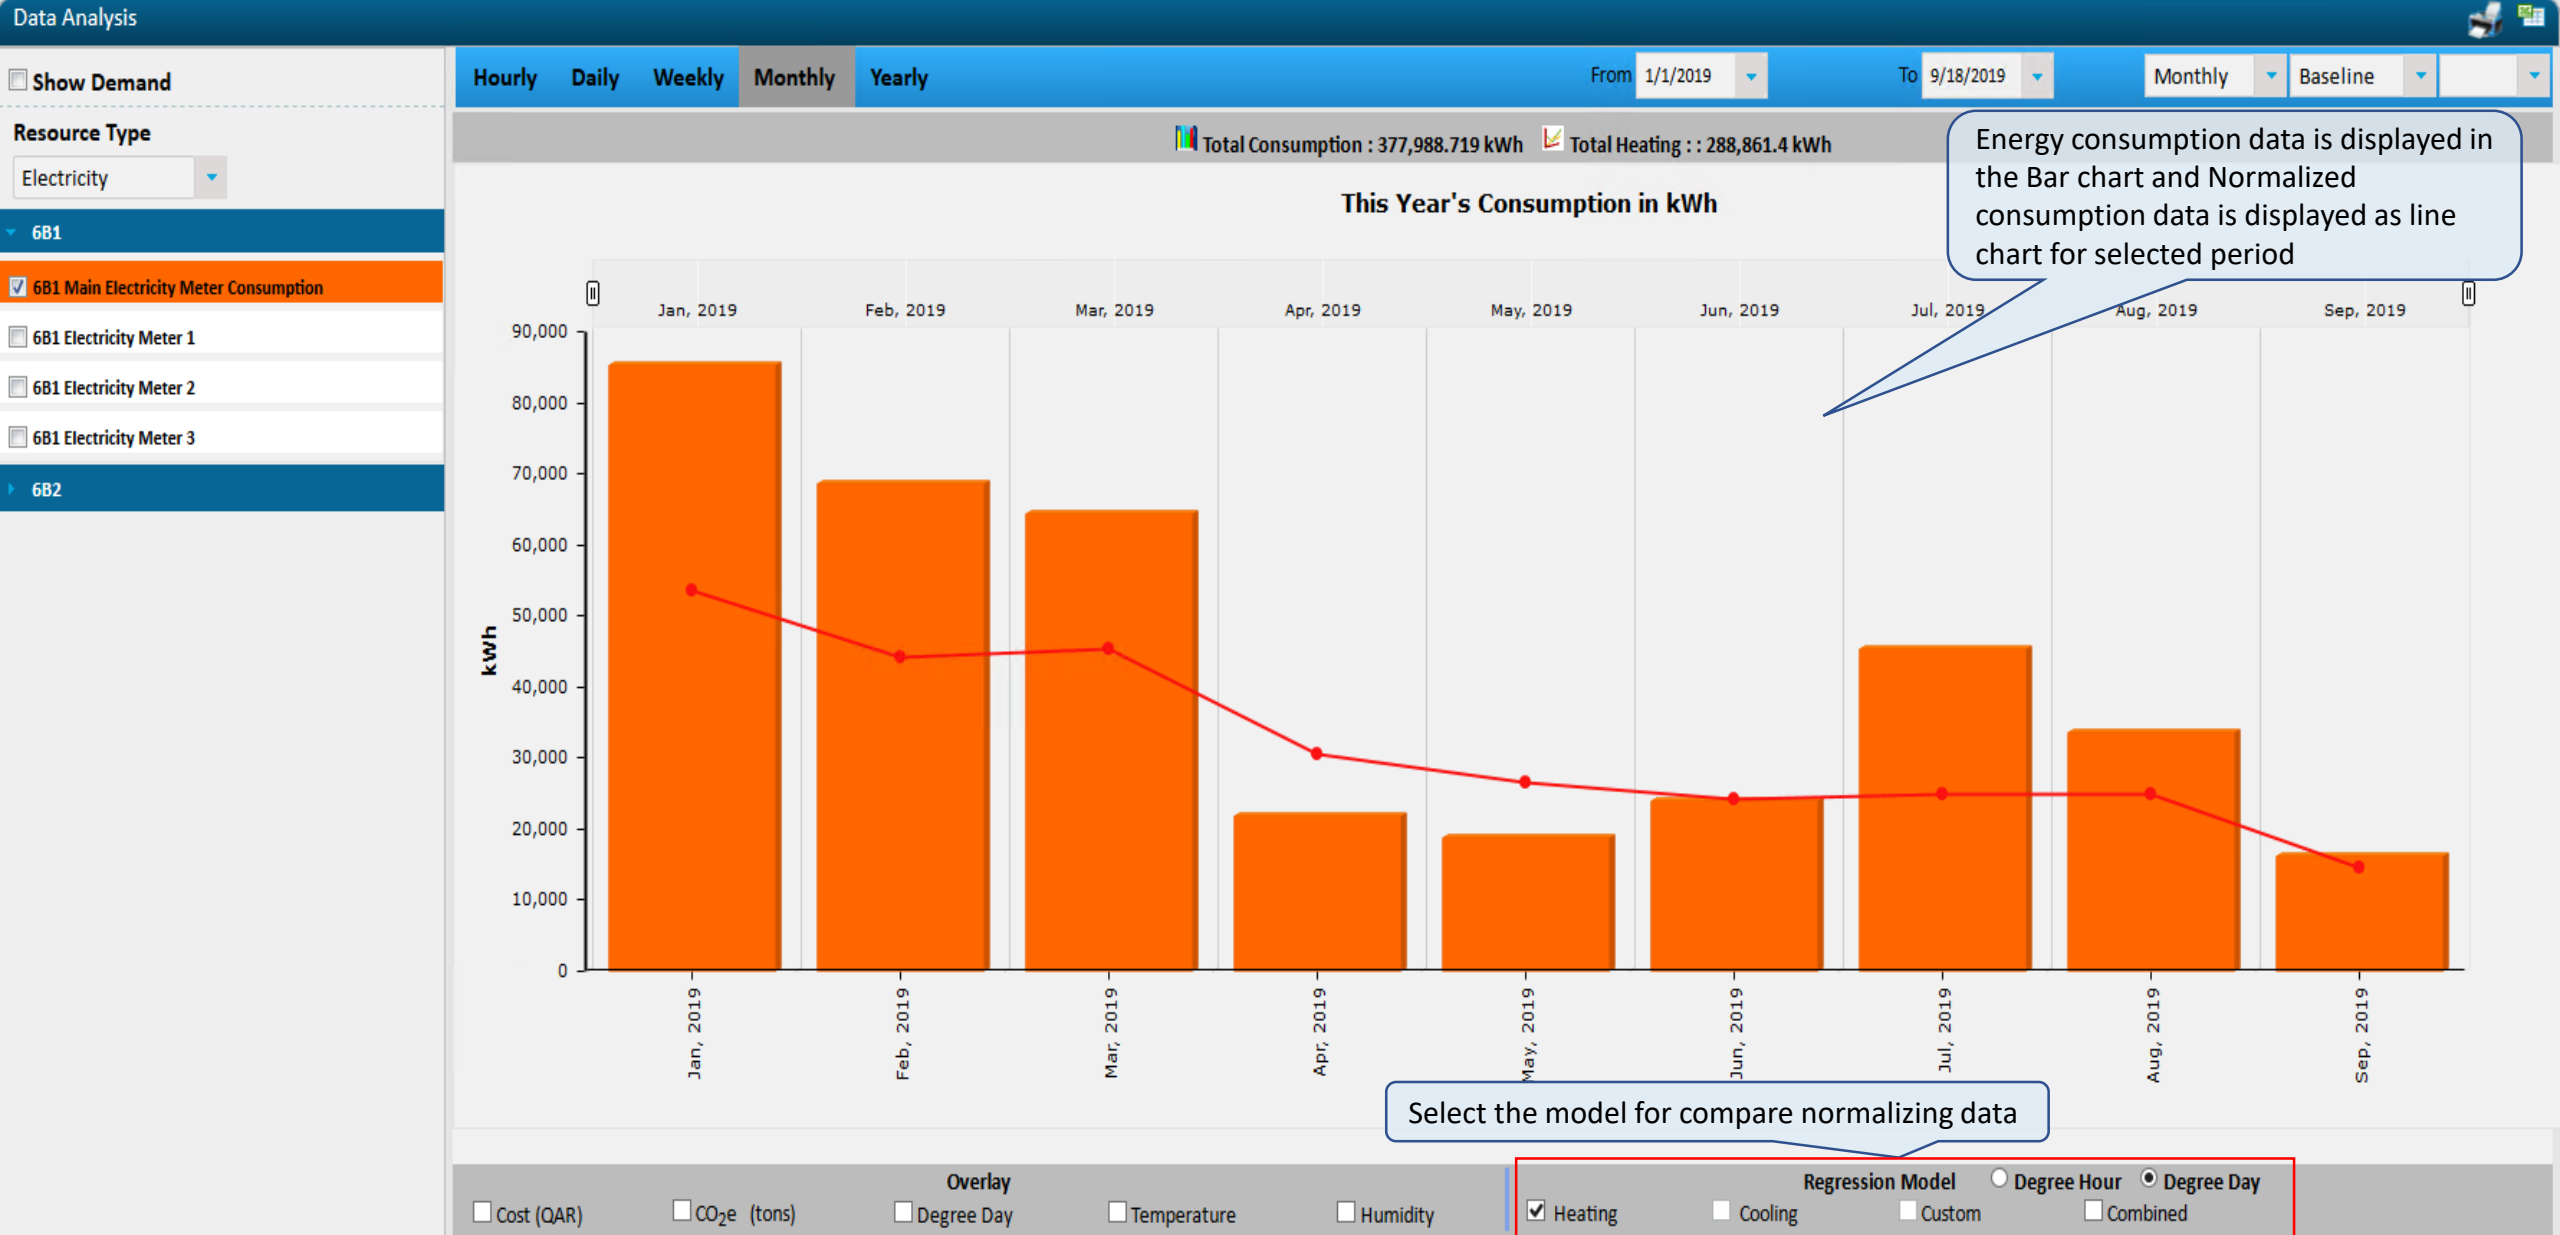 Data Analysis
Show Demand
Resource Type
Electricity
6B1
6B1 Main Electricity Meter Consumption
6B1 Electricity Meter 1
6B1 Electricity Meter 2
6B1 Electricity Meter 3
6B2
Hourly Daily Weekly Monthly Yearly From 1/1/2019 To 9/18/2019 Monthly Baseline
Total Consumption : 377,988.719 kWh Total Heating : : 288,861.4 kWh
Energy consumption data is displayed in
the Bar chart and Normalized
consumption data is displayed as line
chart for selected period
This Year's Consumption in kWh
Jan, 2019 Feb, 2019 Mar, 2019 Apr, 2019 May, 2019 Jun, 2019 Jul, 2019 Aug, 2019 Sep, 2019
90,000
80,000
70,000
60,000
50,000
40,000
30,000
20,000
10,000
0
kWh
Jan, 2019 Feb, 2019 Mar, 2019 Apr, 2019 May, 2019 Jun, 2019 Jul, 2019 Aug, 2019 Sep, 2019
Select the model for compare normalizing data
Overlay
Cost (QAR) CO2e (tons) Degree Day Temperature Humidity
Regression Model Degree Hour Degree Day
Heating Cooling Custom Combined